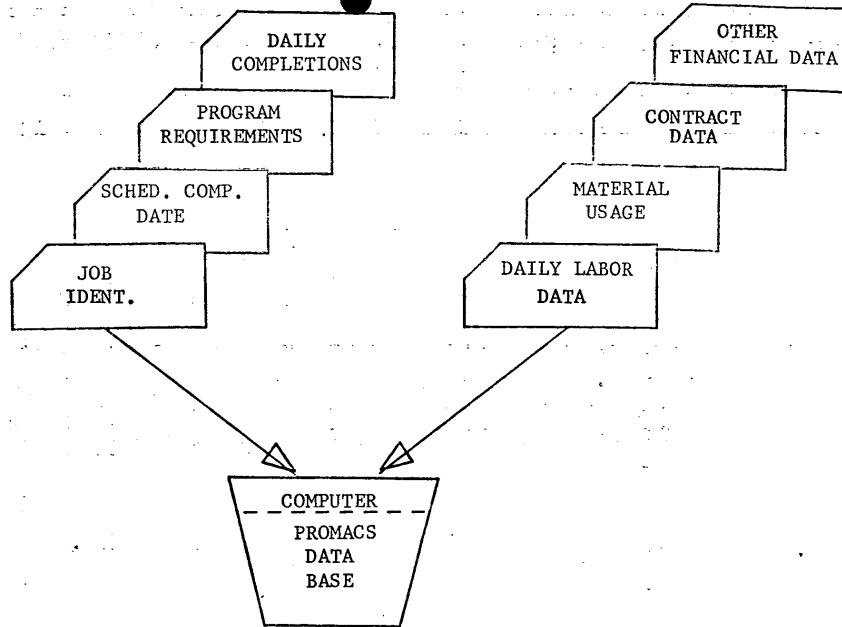 DAILY
COMPLETIONS
PROGRAM
REQUIREMENTS
SCHED. COMP.
DATE
JOB
IDENT.
OTHER
FINANCIAL DATA
CONTRACT
DATA
MATERIAL
USAGE
DAILY LABOR
DATA
COMPUTER
PROMACS
DATA
BASE